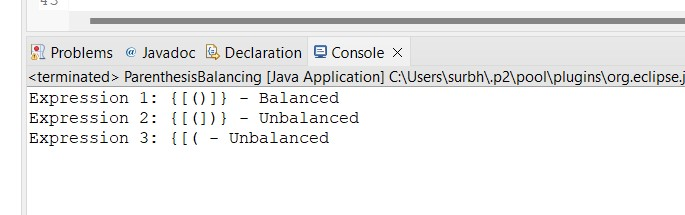 Problems @ Javadoc Declaration Console
<terminated> ParenthesisBalancing [Java Application] C:\Users\surbh\.p2\pool\plugins\org.eclipse.j
Expression 1: {[()]} - Balanced
Expression 2: {[(])} - Unbalanced
Expression 3: {[( - Unbalanced